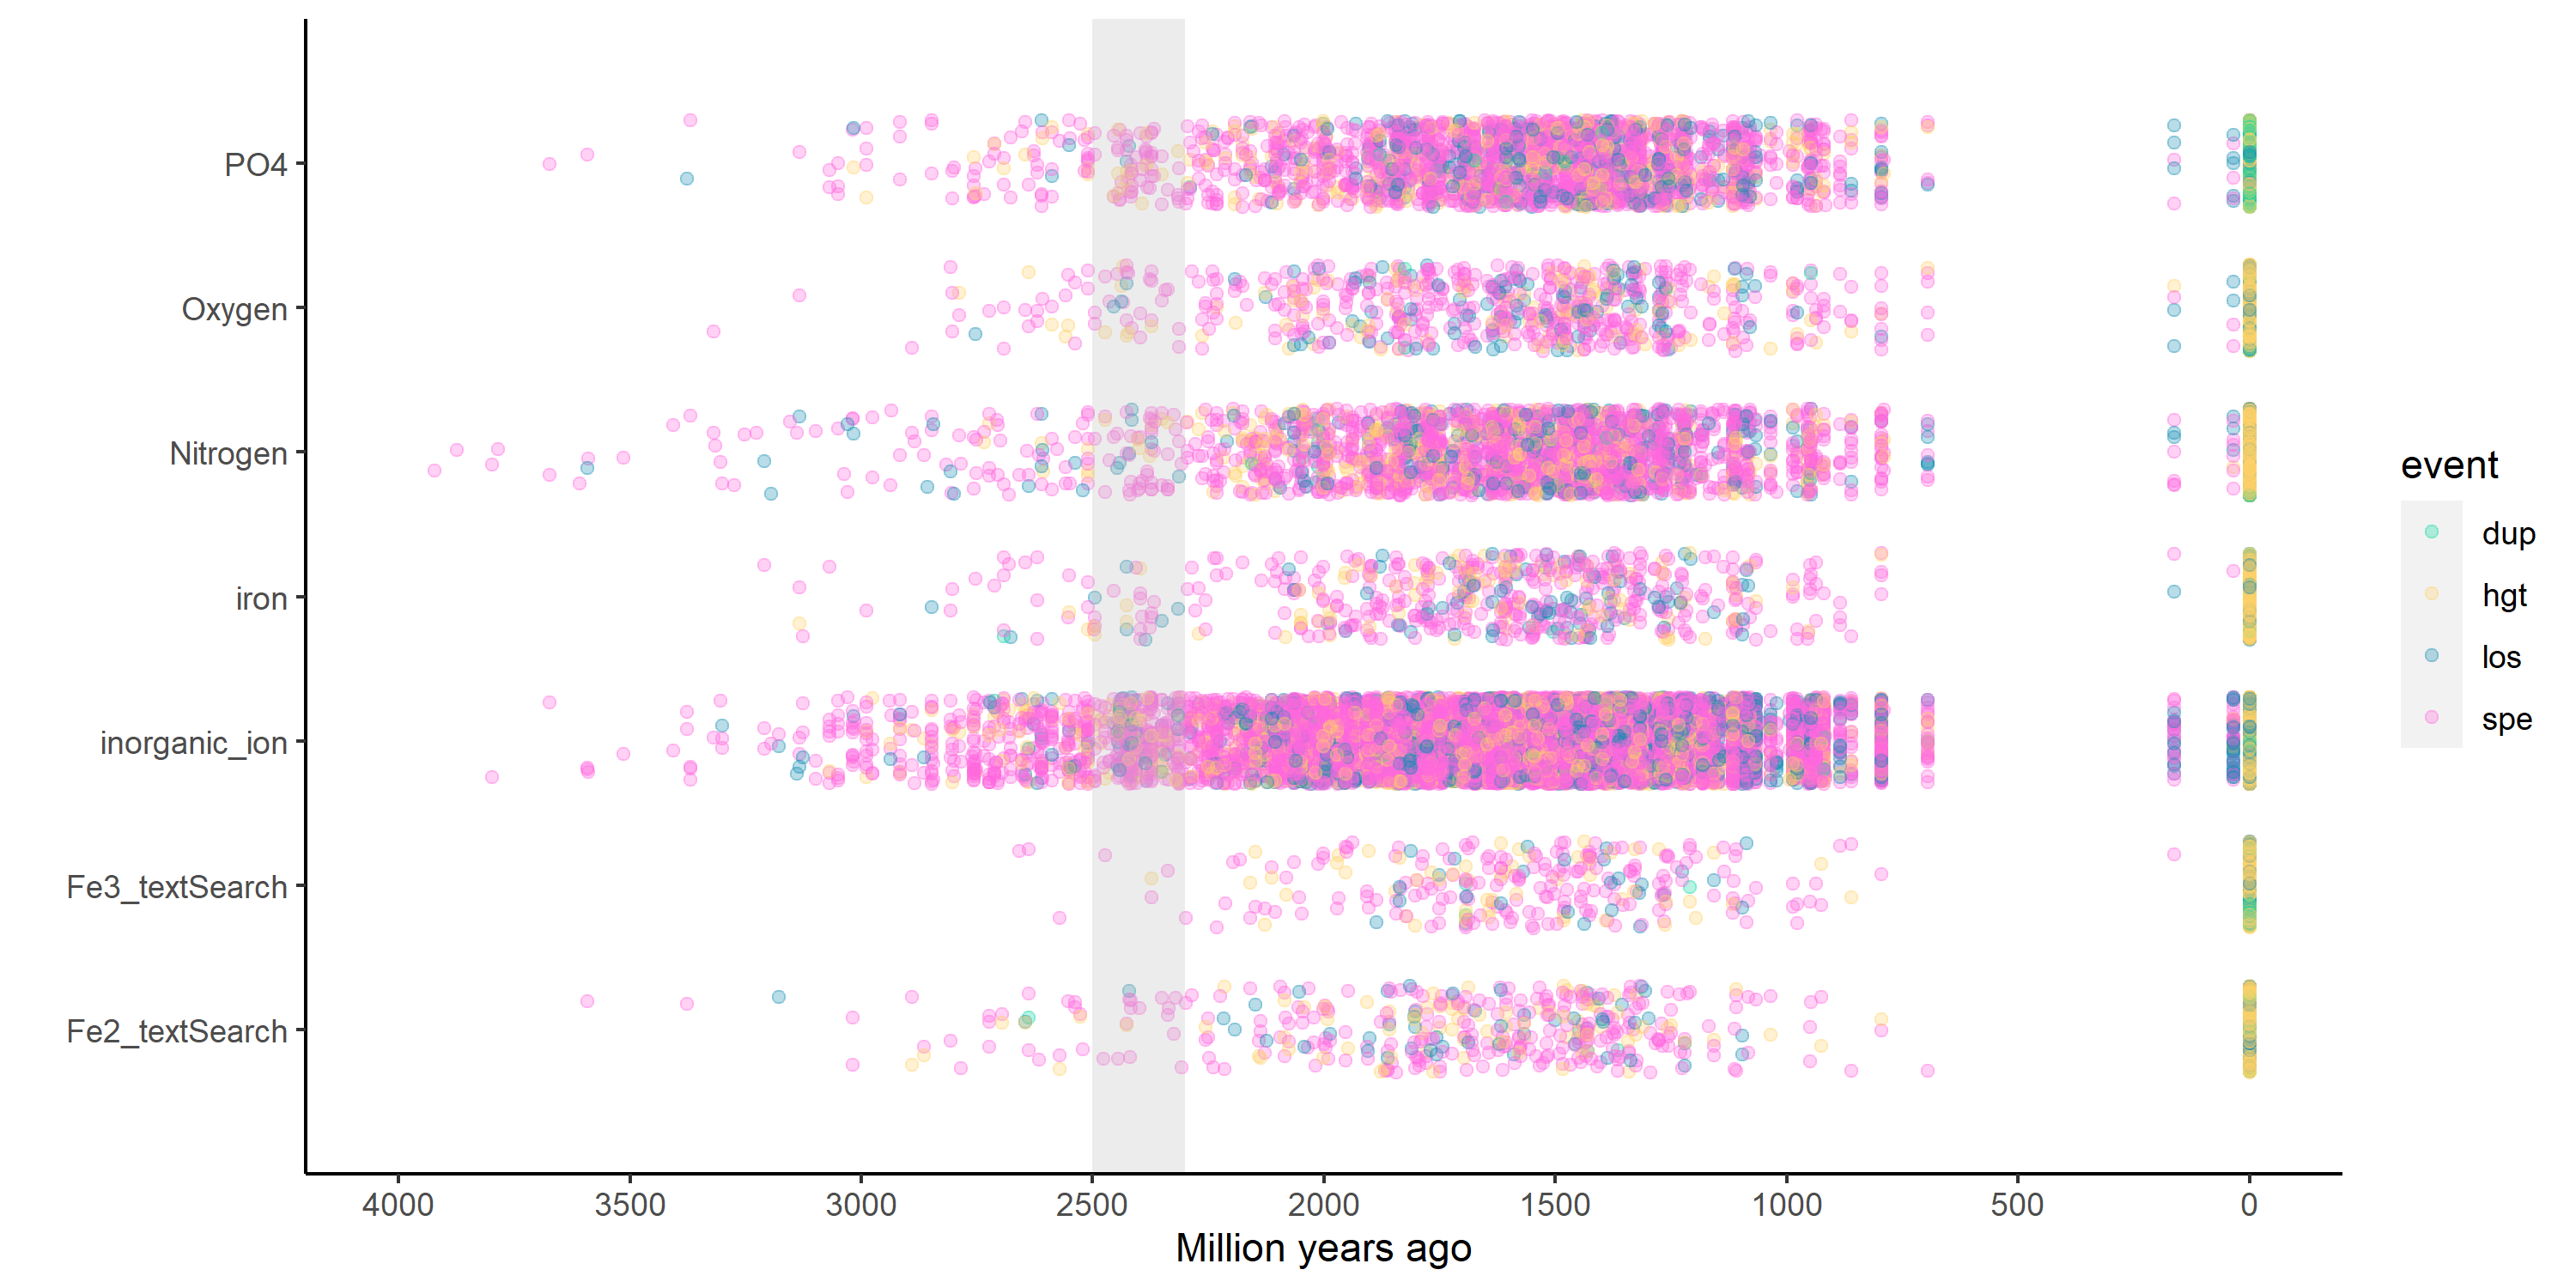 PO4
Oxygen
Nitrogen
iron
inorganic_ion
Fe3_textSearch
Fe2_textSearch
4000 3500 3000 2500 2000 1500 1000 500 0
Million years ago
event
dup
hgt
los
spe